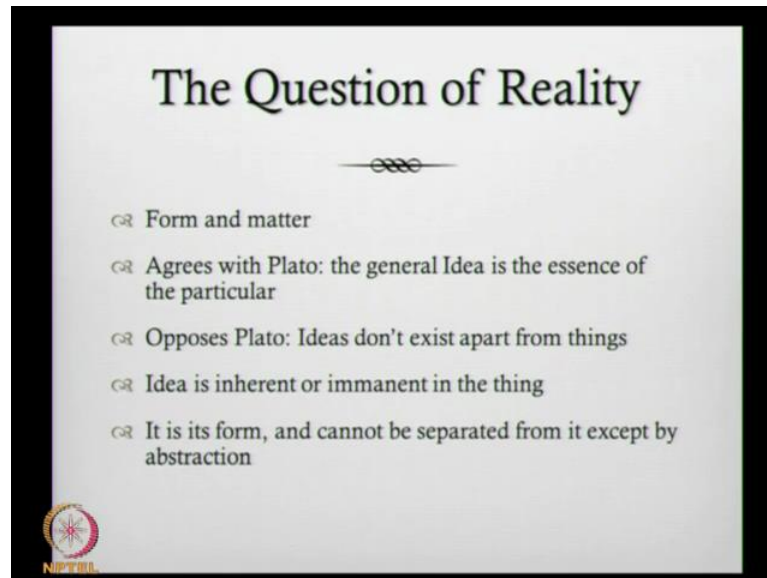 The Question of Reality
Form and matter
Agrees with Plato: the general Idea is the essence of
the particular
Opposes Plato: Ideas don't exist apart from things
Idea is inherent or immanent in the thing
It is its form, and cannot be separated from it except by
abstraction
NPTEL